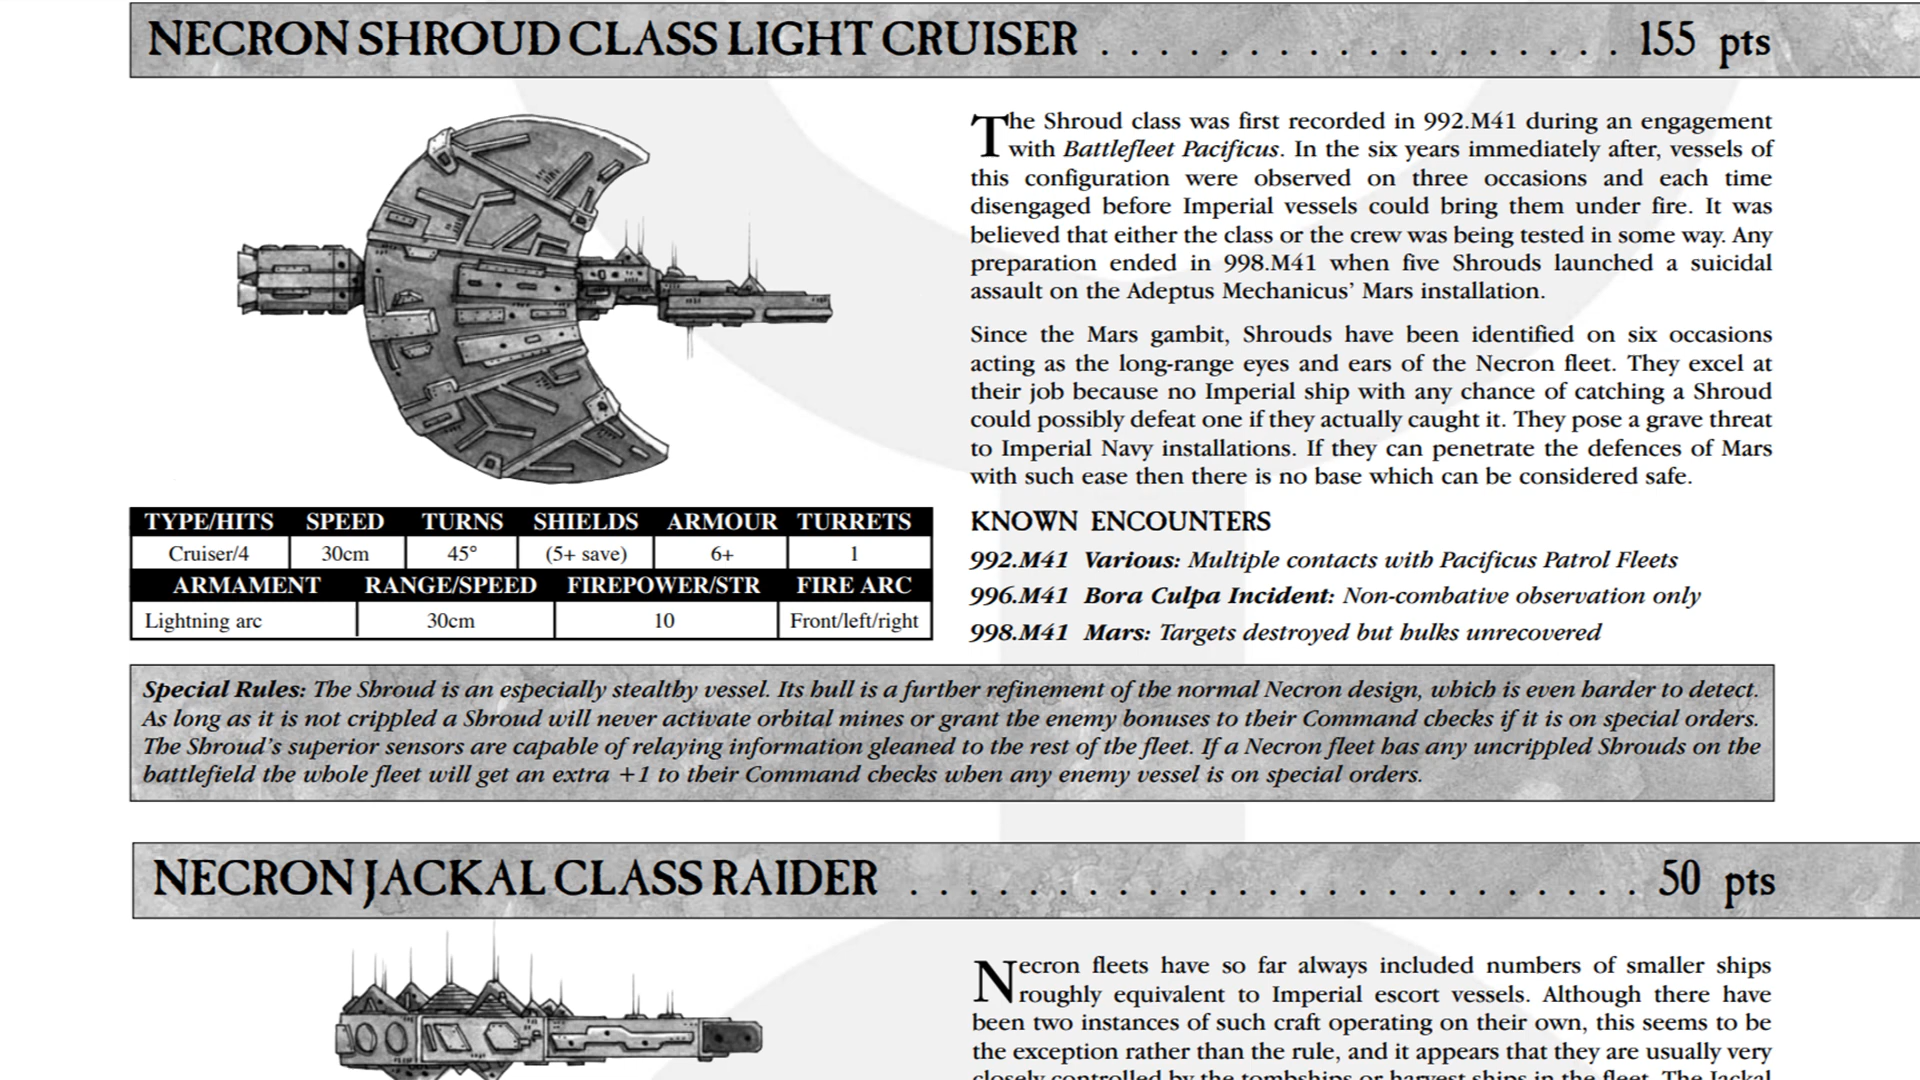 NECRON SHROUD CLASS LIGHT CRUISER . . . . . . . . . . . . . . . . . . . 155 pts
The Shroud class was first recorded in 992.M41 during an engagement
with Battlefleet Pacificus. In the six years immediately after, vessels of
this configuration were observed on three occasions and each time
disengaged before Imperial vessels could bring them under fire. It was
believed that either the class or the crew was being tested in some way. Any
preparation ended in 998.M41 when five Shrouds launched a suicidal
assault on the Adeptus Mechanicus' Mars installation.
Since the Mars gambit, Shrouds have been identified on six occasions
acting as the long-range eyes and ears of the Necron fleet. They excel at
their job because no Imperial ship with any chance of catching a Shroud
could possibly defeat one if they actually caught it. They pose a grave threat
to Imperial Navy installations. If they can penetrate the defences of Mars
with such ease then there is no base which can be considered safe.
TYPE/HITS SPEED TURNS SHIELDS ARMOUR TURRETS
Cruiser/4 30cm 45° (5+ save) 6+ 1
ARMAMENT RANGE/SPEED FIREPOWER/STR FIRE ARC
Lightning arc 30cm 10 Front/left/right
KNOWN ENCOUNTERS
992.M41 Various: Multiple contacts with Pacificus Patrol Fleets
996.M41 Bora Culpa Incident: Non-combative observation only
998.M41 Mars: Targets destroyed but hulks unrecovered
Special Rules: The Shroud is an especially stealthy vessel. Its hull is a further refinement of the normal Necron design, which is even harder to detect.
As long as it is not crippled a Shroud will never activate orbital mines or grant the enemy bonuses to their Command checks if it is on special orders.
The Shroud's superior sensors are capable of relaying information gleaned to the rest of the fleet. If a Necron fleet has any uncrippled Shrouds on the
battlefield the whole fleet will get an extra +1 to their Command checks when any enemy vessel is on special orders.
NECRON JACKAL CLASS RAIDER . . . . . . . . . . . . . . . . . . . . . . . . . 50 pts
Necron fleets have so far always included numbers of smaller ships
roughly equivalent to Imperial escort vessels. Although there have
been two instances of such craft operating on their own, this seems to be
the exception rather than the rule, and it appears that they are usually very
closely controlled by the tombships or harvest ships in the fleet. The Jackal